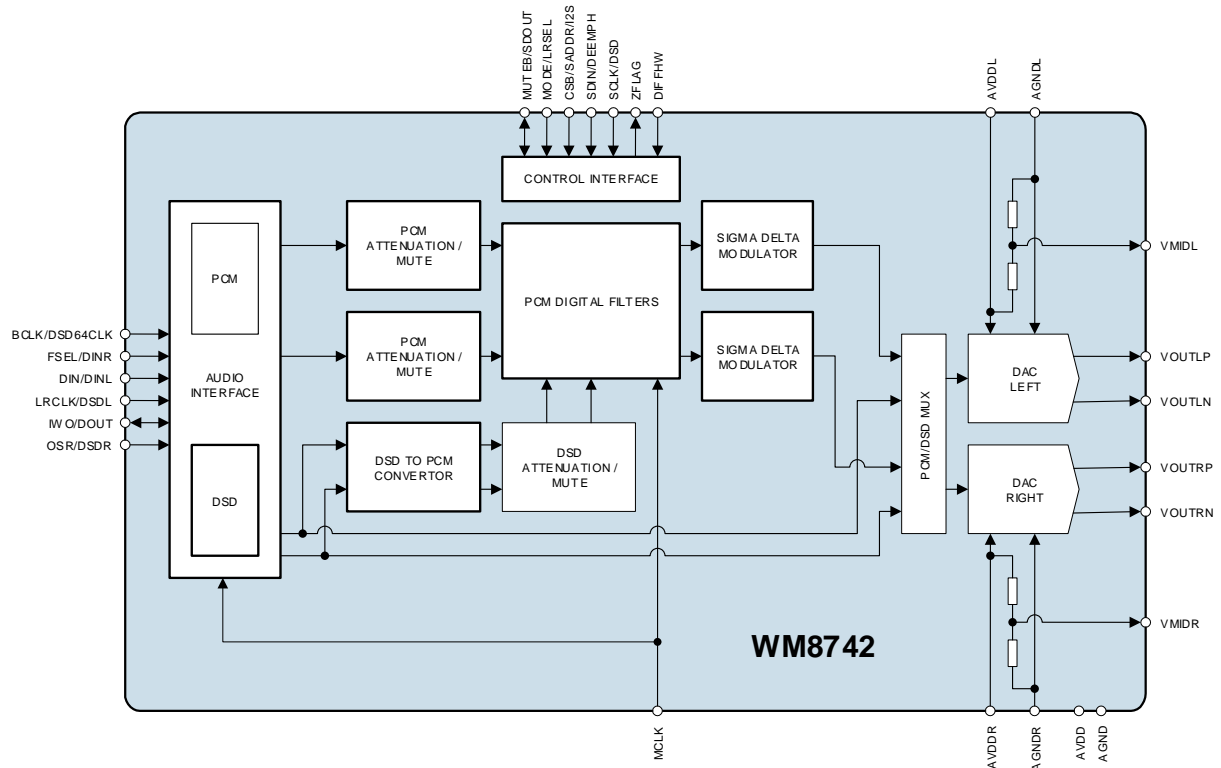 MUTEB/SDOUT
MODE/LRSEL
CSB/SADDR/I2S
SDIN/DEEMPH
SCLK/DSD
ZFLAG
DIFFHW
AVDDL
AGNDL
CONTROL INTERFACE
PCM
PCM
ATTENUATION /
MUTE
PCM DIGITAL FILTERS
SIGMA DELTA
MODULATOR
VMIDL
BCLK/DSD64CLK
FSEL/DINR
DIN/DINL
LRCLK/DSDL
IWO/DOUT
OSR/DSDR
AUDIO
INTERFACE
PCM
ATTENUATION /
MUTE
SIGMA DELTA
MODULATOR
PCM/DSD MUX
DAC
LEFT
VOUTLP
VOUTLN
DSD
DSD TO PCM
CONVERTOR
DSD
ATTENUATION /
MUTE
DAC
RIGHT
VOUTRP
VOUTRN
VMIDR
WM8742
MCLK
AVDDR
AGNDR
AVDD
AGND